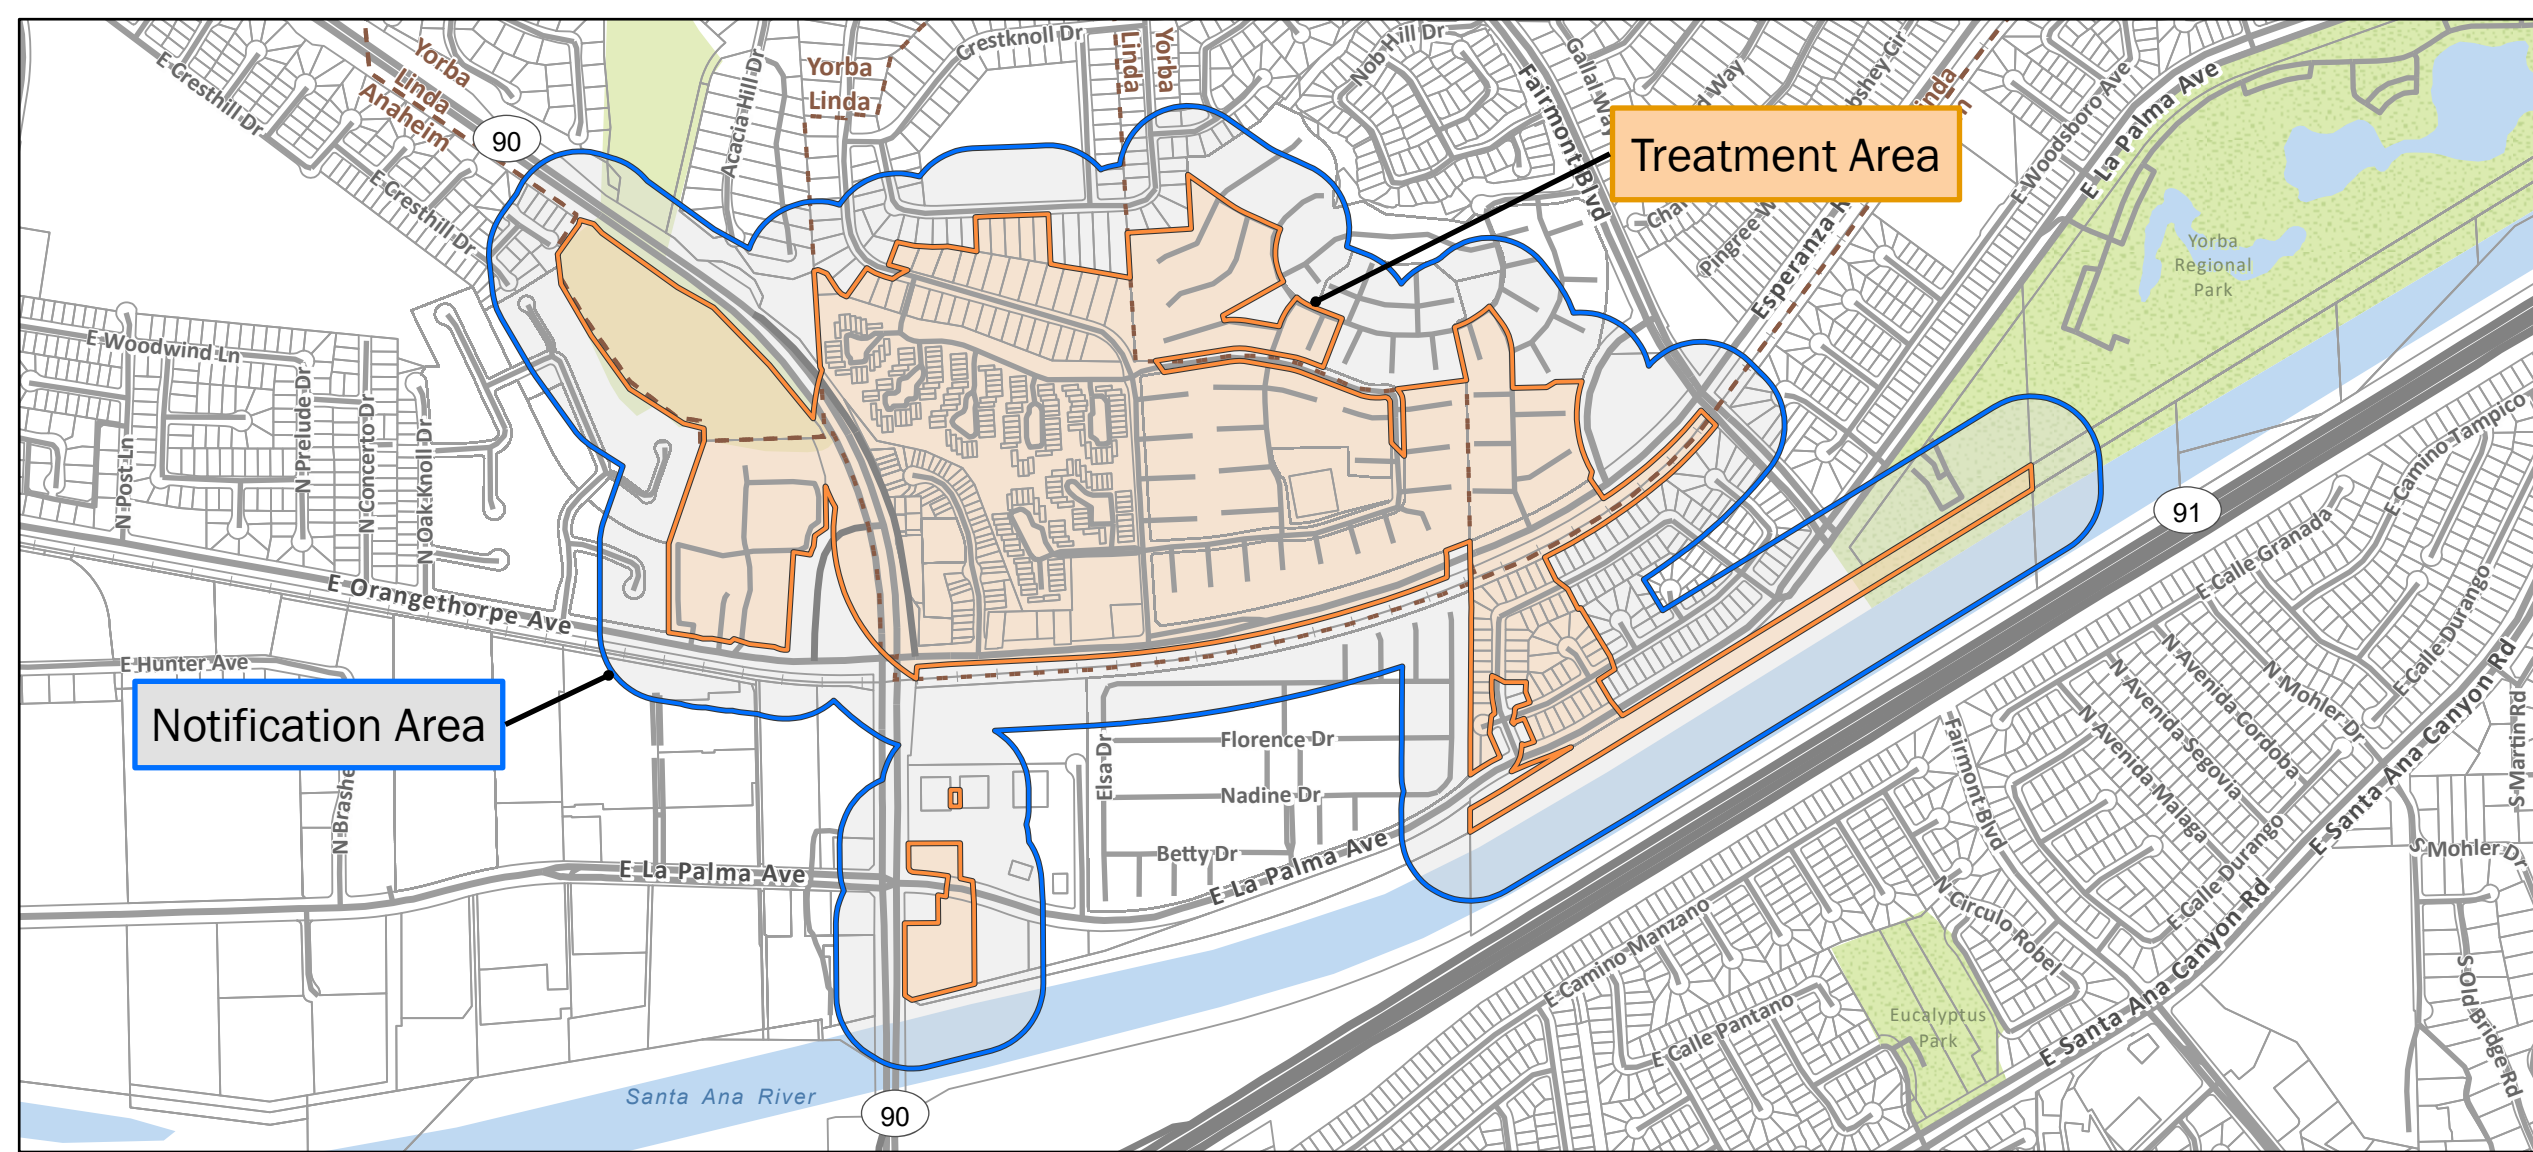 Crestknoll Dr
Nob Hill Dr
Gallal Way
Yorba
Linda
Anaheim
E Cresthill Dr
90
Acacia Hill Dr
Yorba
Linda
Linda
Yorba
Fairmont Blvd
Treatment Area
E Woodsboro Ave
E La Palma Ave
E Cresthill Dr
Pingree
Esperanza
Yorba
Regional
Park
E Woodwind Ln
N Prelude Dr
N Concerto Dr
N Oak Knoll Dr
N Post Ln
91
E Camino Tampico
E Calle Granada
E Calle Durango
E Orangethorpe Ave
E Hunter Ave
Notification Area
Florence Dr
Elsa Dr
Nadine Dr
Betty Dr
E La Palma Ave
E La Palma Ave
N Avenida Cordoba
N Mohler Dr
N Avenida Segovia
N Avenida Malaga
Fairmont Blvd
E Santa Ana Canyon Rd
S Martin Rd
S Mohler Dr
E Calle Durango
N Circulo Robel
E Camino Manzano
E Calle Pantano
Eucalyptus
Park
E Santa Ana Canyon Rd
S Old Bridge Rd
Santa Ana River
90